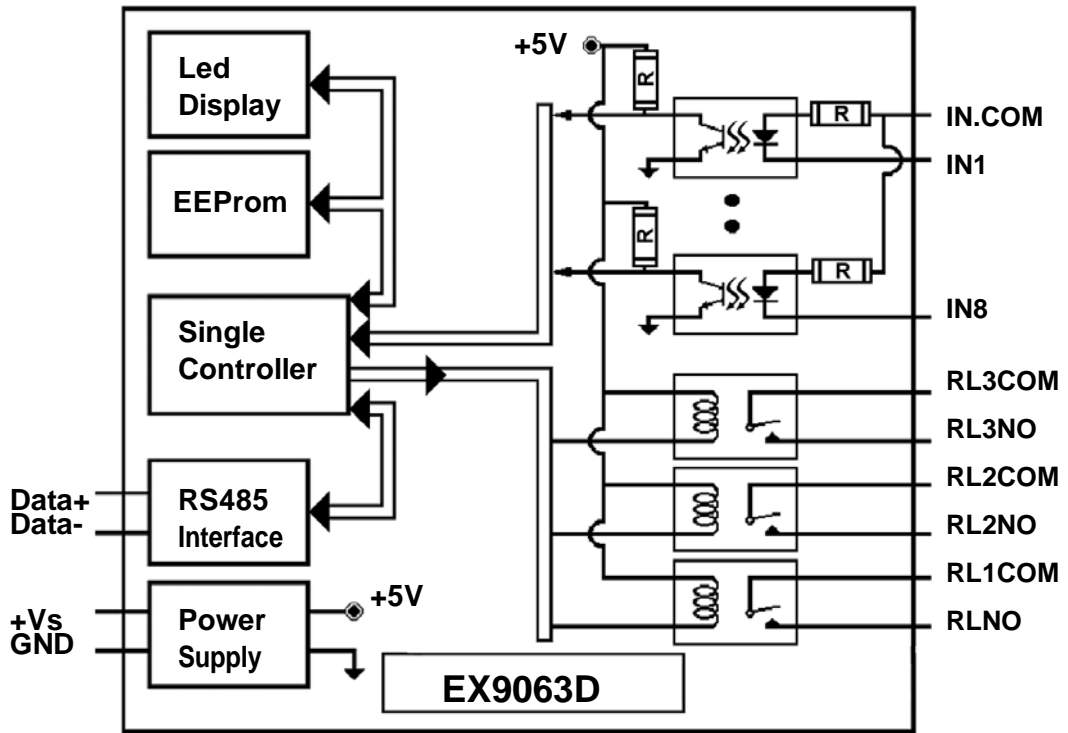 Led
Display
EEProm
Single
Controller
RS485
Interface
Power
Supply
Data+
Data-
+Vs
GND
+5V
+5V
R
R
R
R
IN.COM
IN1
IN8
RL3COM
RL3NO
RL2COM
RL2NO
RL1COM
RLNO
EX9063D